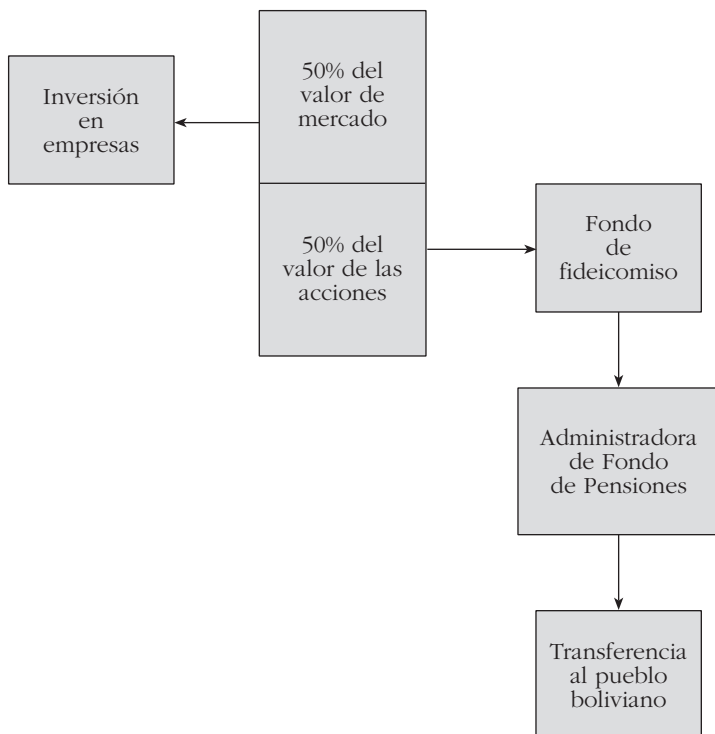 50% del
valor de
mercado
Inversión
en
empresas
50% del
valor de las
acciones
Fondo
de
fideicomiso
Administradora
de Fondo
de Pensiones
Transferencia
al pueblo
boliviano